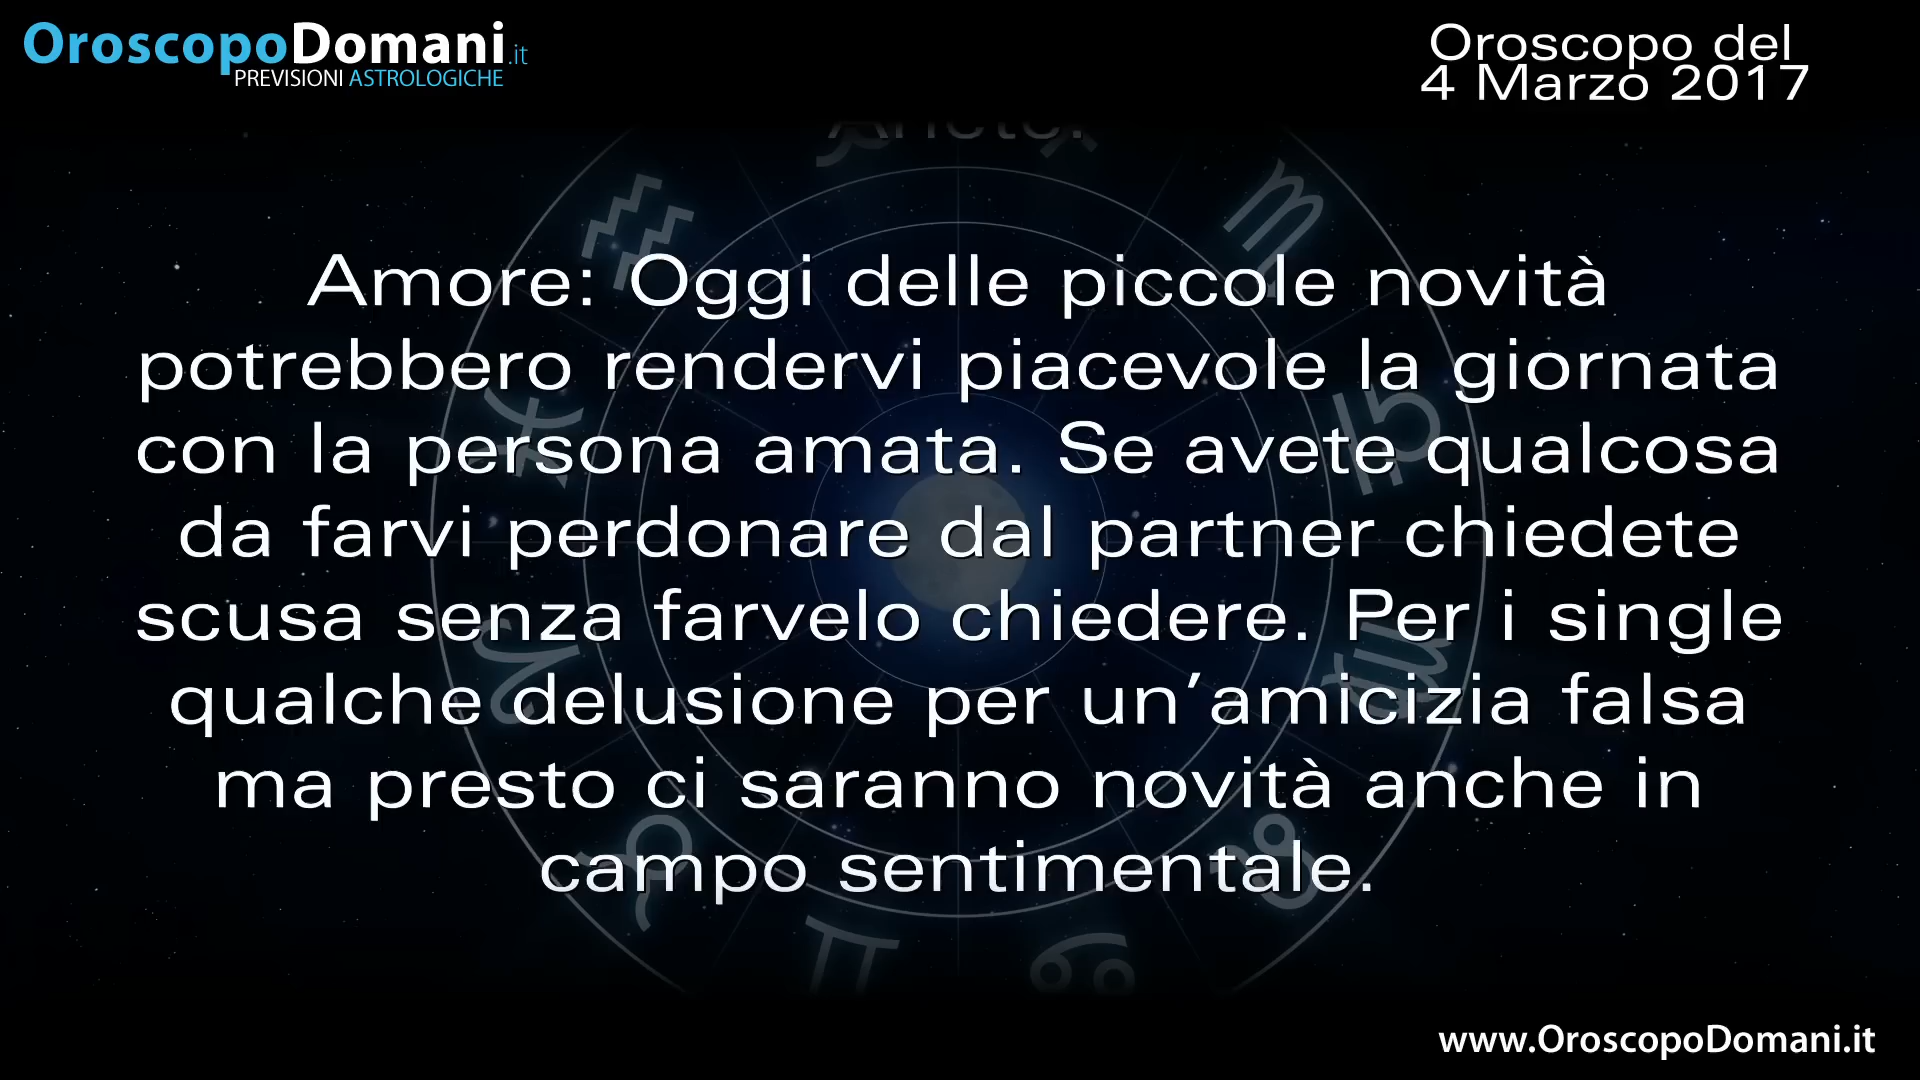 OroscopoDomani.it
PREVISIONI ASTROLOGICHE
Oroscopo del
4 Marzo 2017
Amore: Oggi delle piccole novità
potrebbero rendervi piacevole la giornata
con la persona amata. Se avete qualcosa
da farvi perdonare dal partner chiedete
scusa senza farvelo chiedere. Per i single
qualche delusione per un’amicizia falsa
ma presto ci saranno novità anche in
campo sentimentale.
www.OroscopoDomani.it